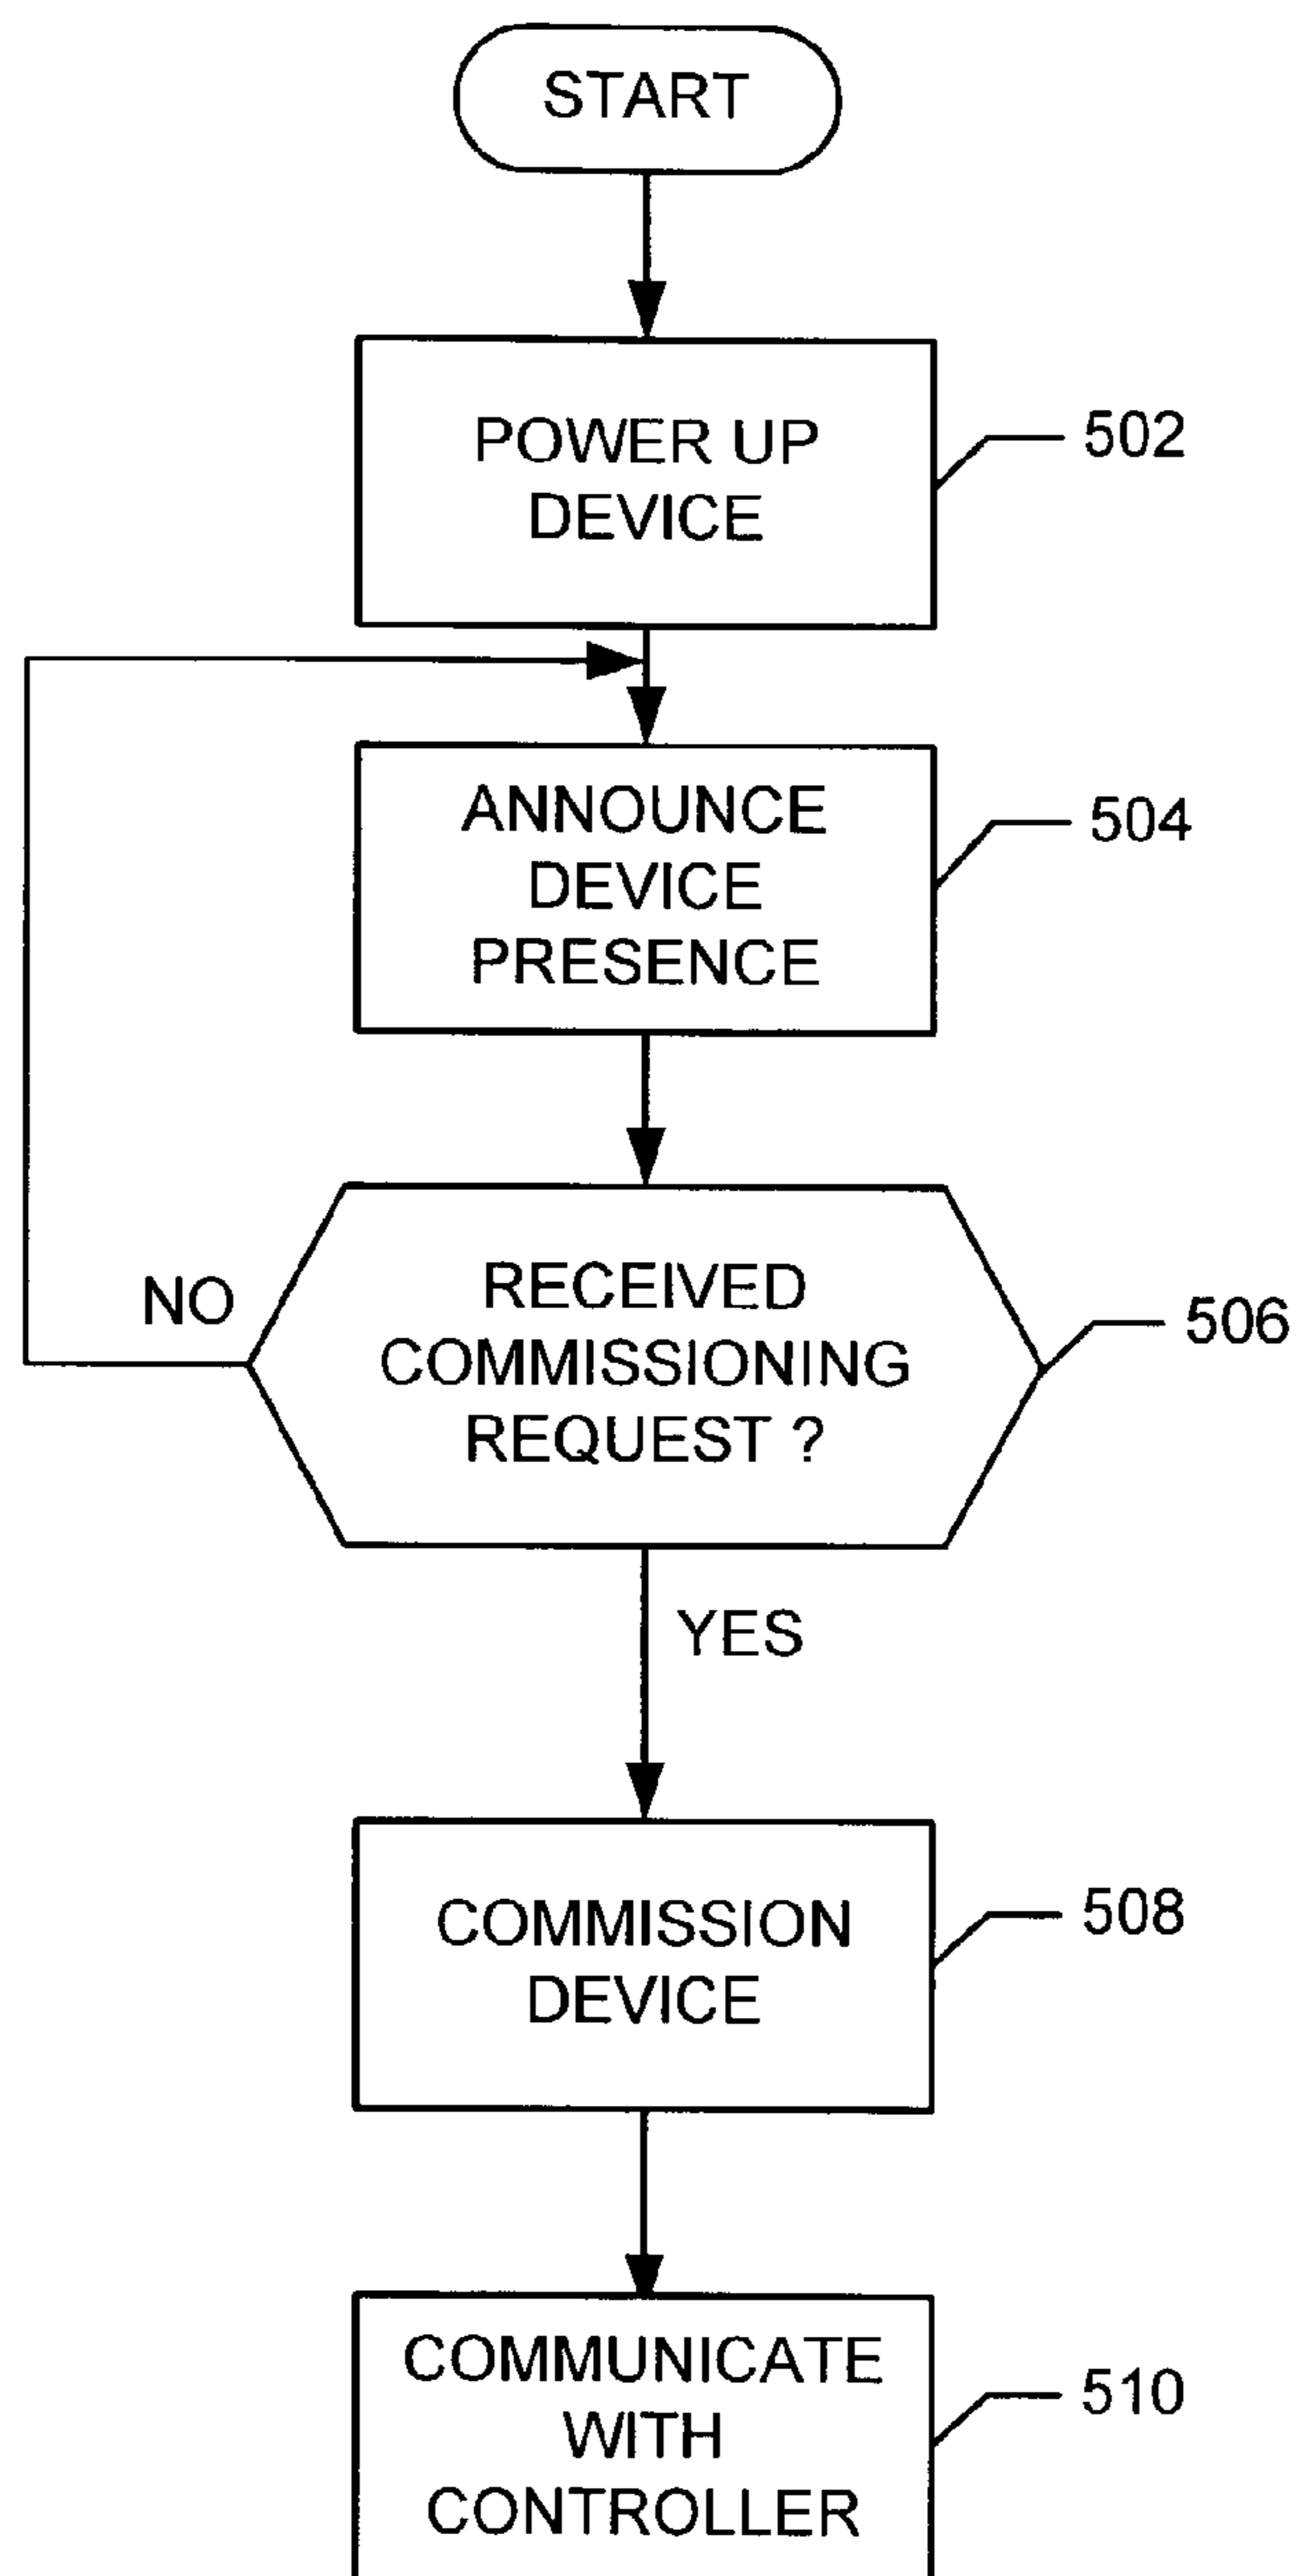 START
POWER UP
DEVICE
502
ANNOUNCE
DEVICE
PRESENCE
504
NO
RECEIVED
COMMISSIONING
REQUEST ?
506
YES
COMMISSION
DEVICE
508
COMMUNICATE
WITH
CONTROLLER
510